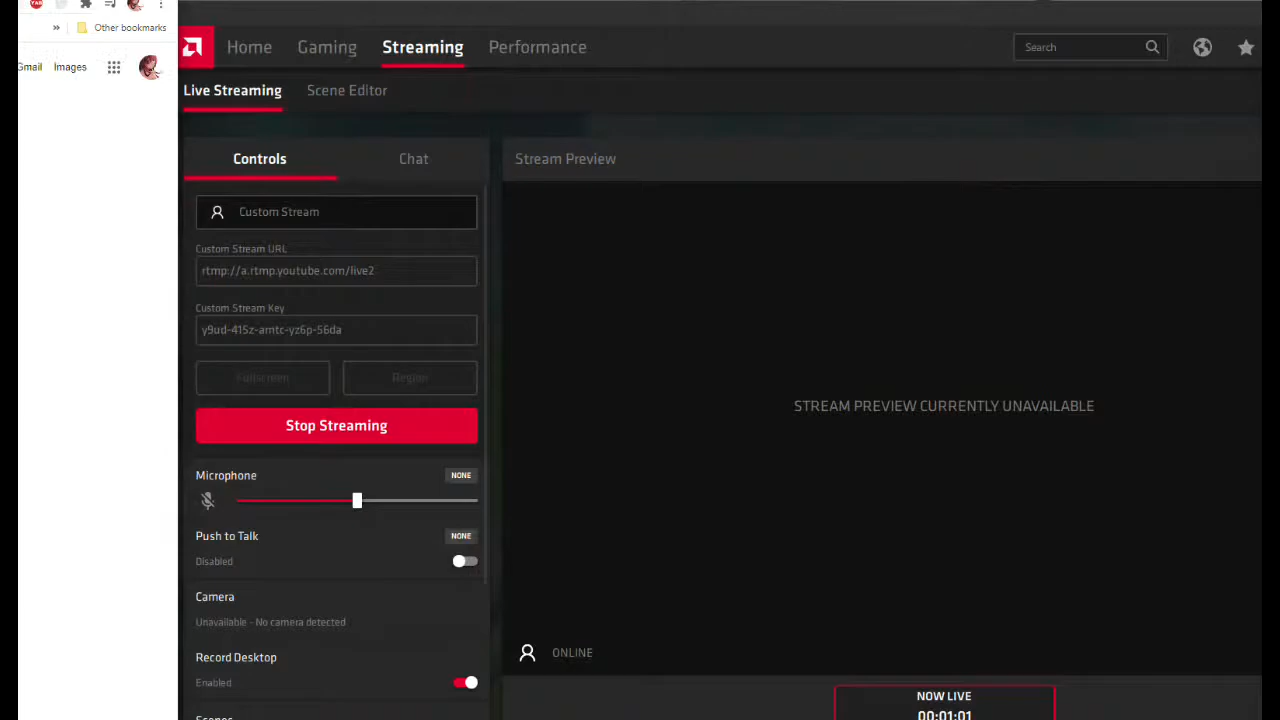 Other bookmarks
Gmail Images
Home Gaming Streaming Performance
Search
Live Streaming Scene Editor
Controls Chat
Stream Preview
Custom Stream
Custom Stream URL
rtmp://a.rtmp.youtube.com/live2
Custom Stream Key
y9ud-415z-amtc-yz6p-56da
Fullscreen Region
STREAM PREVIEW CURRENTLY UNAVAILABLE
Stop Streaming
Microphone NONE
Push to Talk NONE
Disabled
Camera
Unavailable - No camera detected
ONLINE
Record Desktop
Enabled
NOW LIVE
00:01:01
Scenes